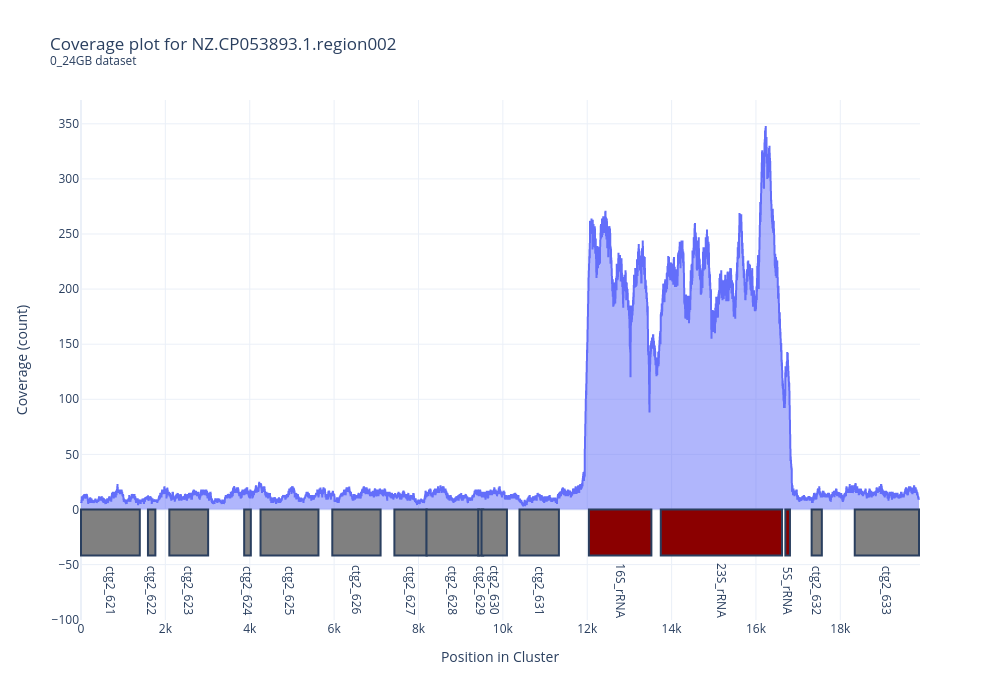 Coverage plot for NZ.CP053893.1.region002
0_24GB dataset
350
300
250
200
150
100
50
0
−50
−100
Coverage (count)
ctg2_621
ctg2_622
ctg2_623
ctg2_624
ctg2_625
ctg2_626
ctg2_627
ctg2_628
ctg2_629
ctg2_630
ctg2_631
16S_rRNA
23S_rRNA
5S_rRNA
ctg2_632
ctg2_633
0
2k
4k
6k
8k
10k
12k
14k
16k
18k
Position in Cluster